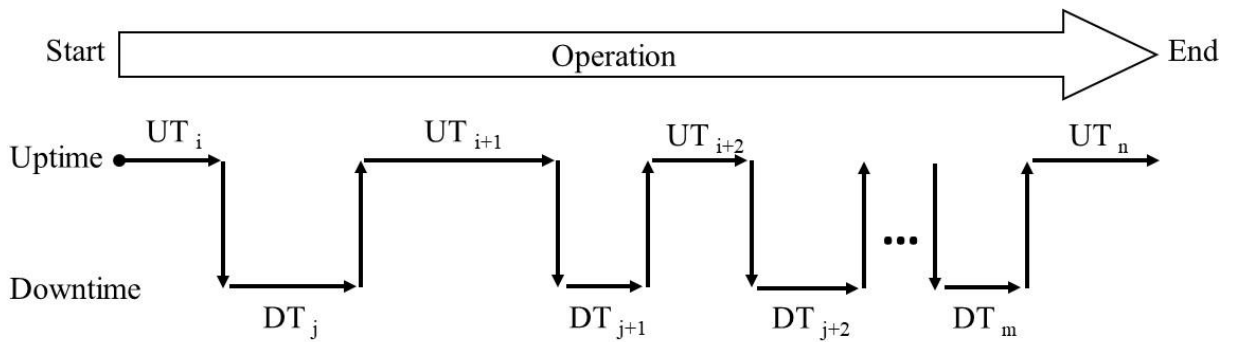 Start Operation End
UT i UT i+1 UT i+2 UT n
Uptime
...
Downtime
DT j DT j+1 DT j+2 DT m